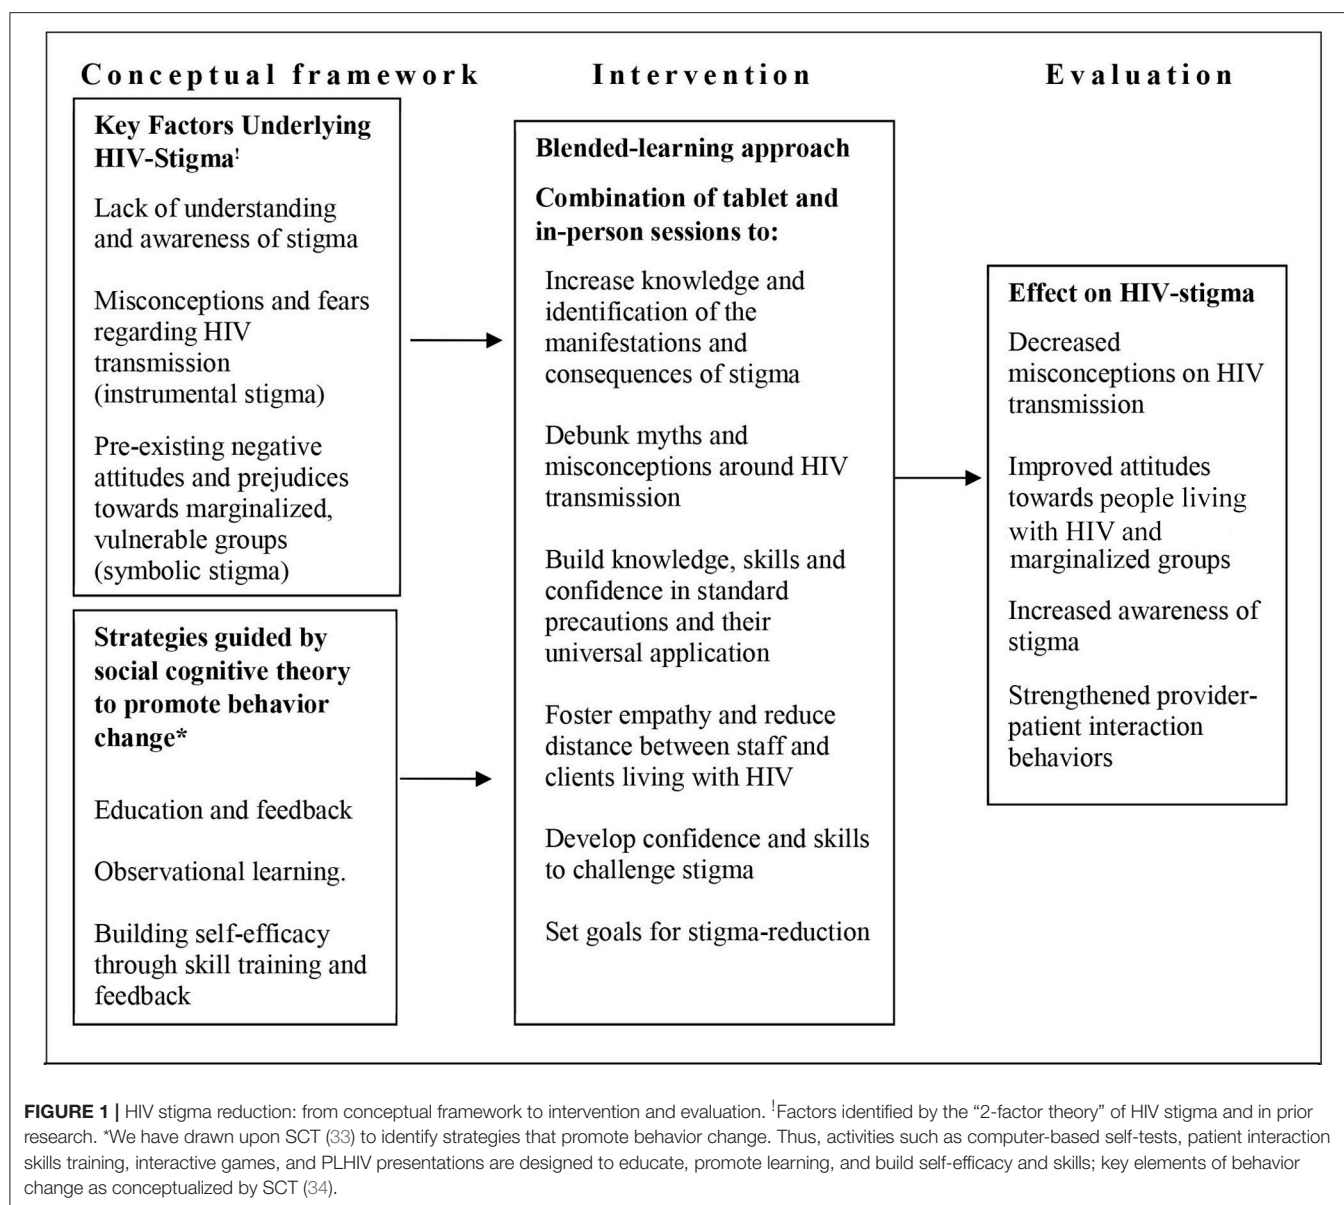 Conceptual framework
Key Factors Underlying
HIV-Stigma!
Lack of understanding
and awareness of stigma
Misconceptions and fears
regarding HIV
transmission
(instrumental stigma)
Pre-existing negative
attitudes and prejudices
towards marginalized,
vulnerable groups
(symbolic stigma)
Strategies guided by
social cognitive theory
to promote behavior
change*
Education and feedback
Observational learning.
Building self-efficacy
through skill training and
feedback
Intervention
Blended-learning approach
Combination of tablet and
in-person sessions to:
Increase knowledge and
identification of the
manifestations and
consequences of stigma
Debunk myths and
misconceptions around HIV
transmission
Build knowledge, skills and
confidence in standard
precautions and their
universal application
Foster empathy and reduce
distance between staff and
clients living with HIV
Develop confidence and skills
to challenge stigma
Set goals for stigma-reduction
Evaluation
Effect on HIV-stigma
Decreased
misconceptions on HIV
transmission
Improved attitudes
towards people living
with HIV and
marginalized groups
Increased awareness of
stigma
Strengthened provider-
patient interaction
behaviors
FIGURE 1 | HIV stigma reduction: from conceptual framework to intervention and evaluation. !Factors identified by the “2-factor theory” of HIV stigma and in prior
research. *We have drawn upon SCT (33) to identify strategies that promote behavior change. Thus, activities such as computer-based self-tests, patient interaction
skills training, interactive games, and PLHIV presentations are designed to educate, promote learning, and build self-efficacy and skills; key elements of behavior
change as conceptualized by SCT (34).